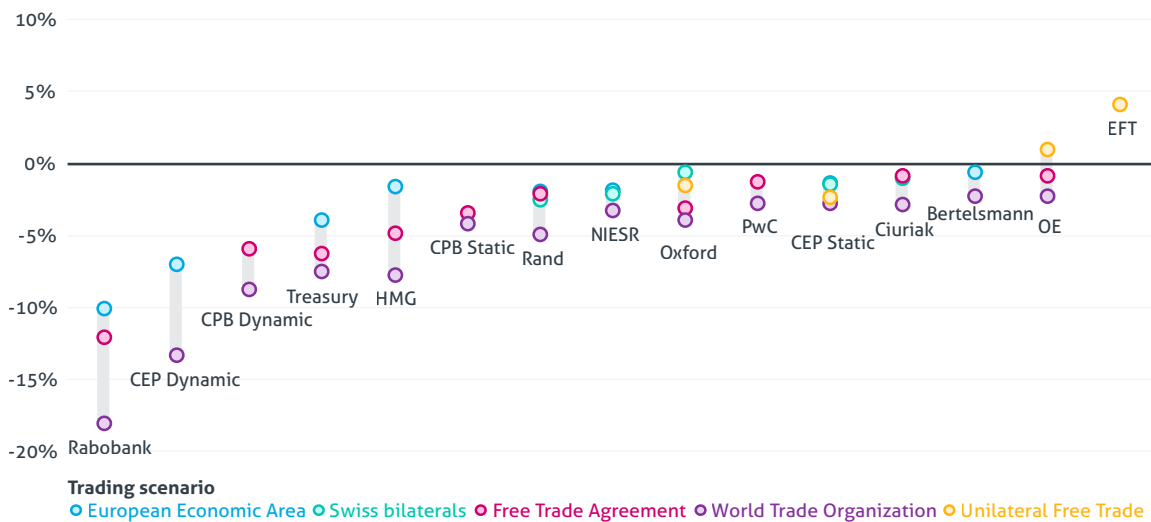 10%
5%
0%
-5%
-10%
-15%
-20%
EFT
Bertelsmann
Ciuriak
OE
PwC
NIESR
CEP Static
CPB Static
Oxford
Rand
Treasury
HMG
CPB Dynamic
CEP Dynamic
Rabobank
Trading scenario
European Economic Area Swiss bilaterals Free Trade Agreement World Trade Organization Unilateral Free Trade